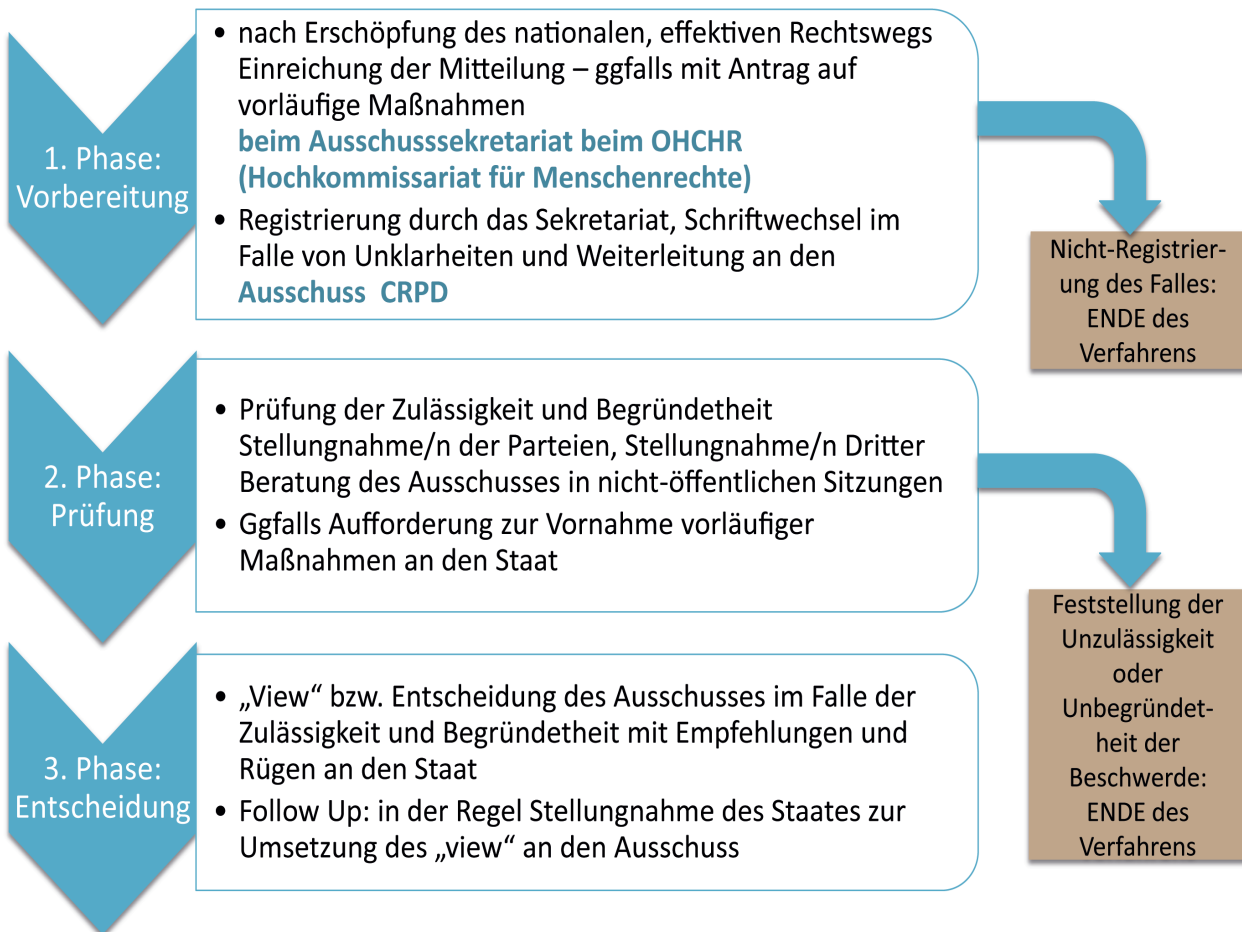 1. Phase:
Vorbereitung
• nach Erschöpfung des nationalen, effektiven Rechtswegs
Einreichung der Mitteilung – ggfalls mit Antrag auf
vorläufige Maßnahmen
beim Ausschusssekretariat beim OHCHR
(Hochkommissariat für Menschenrechte)
• Registrierung durch das Sekretariat, Schriftwechsel im
Falle von Unklarheiten und Weiterleitung an den
Ausschuss CRPD
Nicht-Registrier-
ung des Falles:
ENDE des
Verfahrens
2. Phase:
Prüfung
• Prüfung der Zulässigkeit und Begründetheit
Stellungnahme/n der Parteien, Stellungnahme/n Dritter
Beratung des Ausschusses in nicht-öffentlichen Sitzungen
• Ggfalls Aufforderung zur Vornahme vorläufiger
Maßnahmen an den Staat
Feststellung der
Unzulässigkeit
oder
Unbegründet-
heit der
Beschwerde:
ENDE des
Verfahrens
3. Phase:
Entscheidung
• „View“ bzw. Entscheidung des Ausschusses im Falle der
Zulässigkeit und Begründetheit mit Empfehlungen und
Rügen an den Staat
• Follow Up: in der Regel Stellungnahme des Staates zur
Umsetzung des „view“ an den Ausschuss